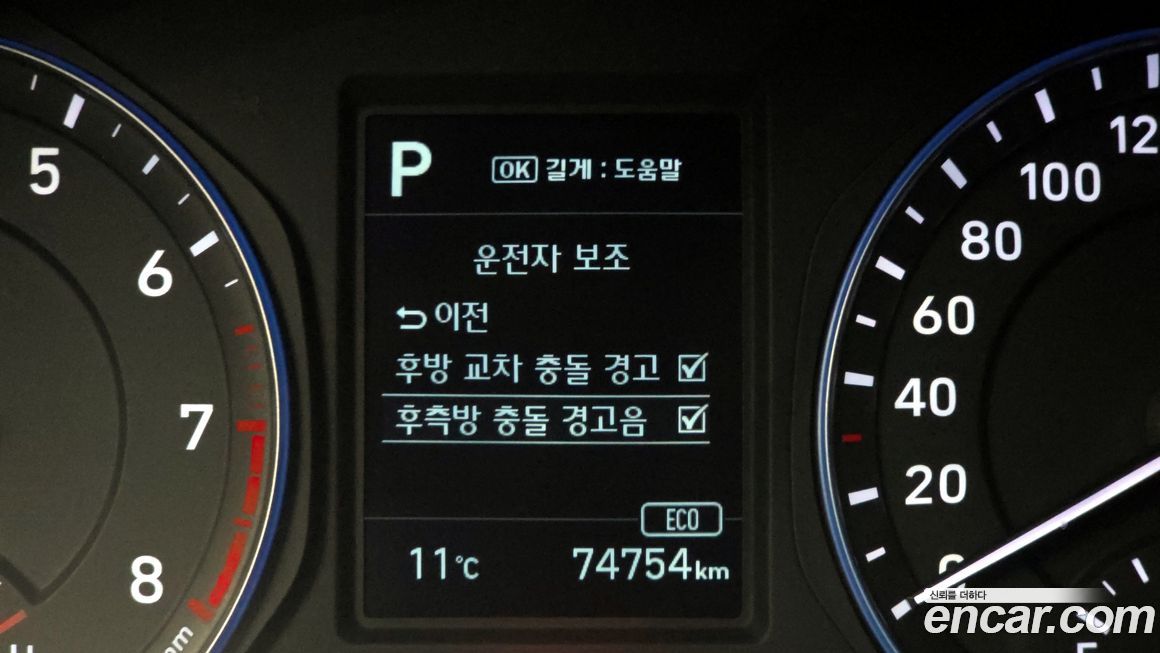 P
OK 길게 : 도움말
운전자 보조
이전
후방 교차 충돌 경고
후측방 충돌 경고음
ECO
11℃ 74754km
5
6
7
8
100
80
60
40
20
0
신뢰를 더하다
encar.com